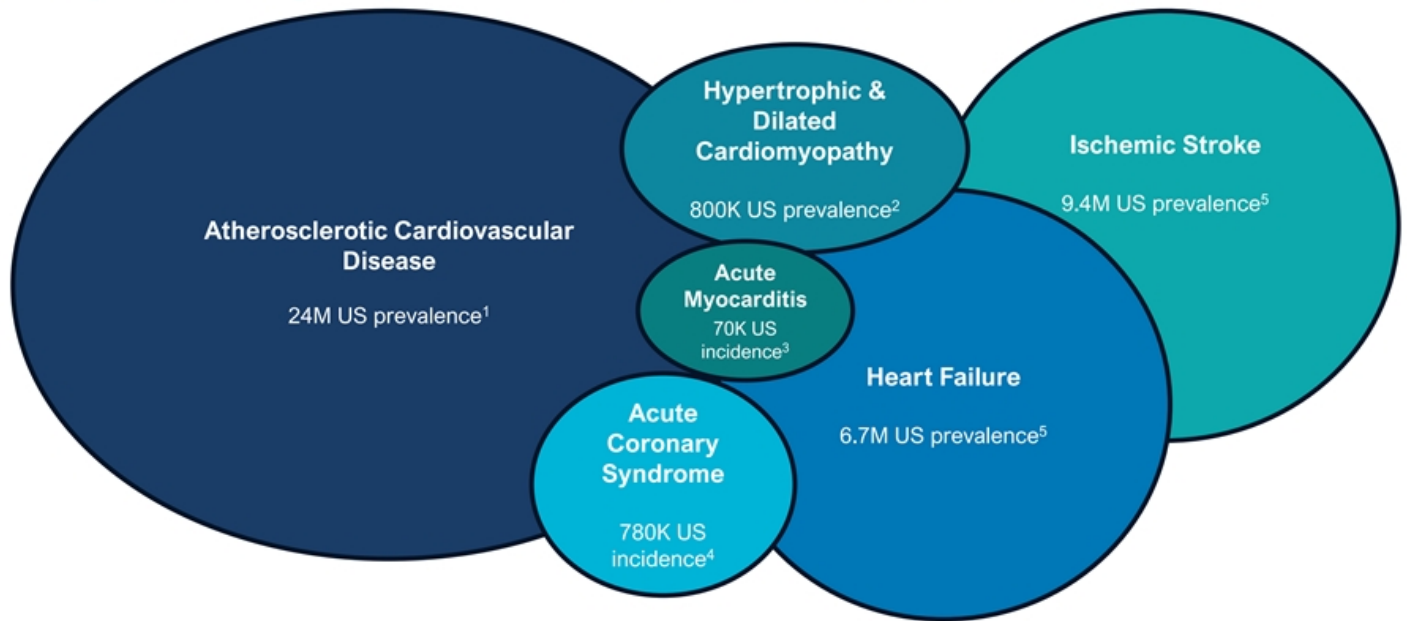 Atherosclerotic Cardiovascular
Disease
24M US prevalence¹
Hypertrophic &
Dilated
Cardiomyopathy
800K US prevalence²
Acute
Myocarditis
70K US
incidence³
Acute
Coronary
Syndrome
780K US
incidence⁴
Heart Failure
6.7M US prevalence⁵
Ischemic Stroke
9.4M US prevalence⁵